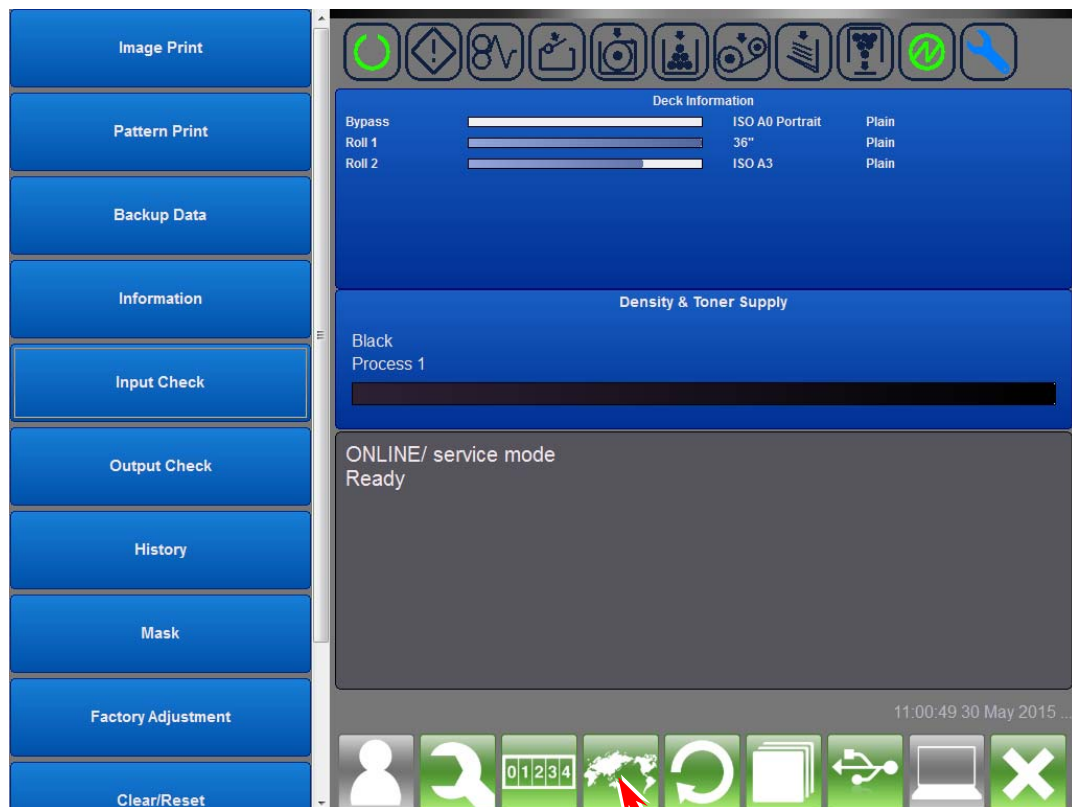 Image Print
Pattern Print
Backup Data
Information
Input Check
Output Check
History
Mask
Factory Adjustment
Clear/Reset
Deck Information
Bypass ISO A0 Portrait Plain
Roll 1 36" Plain
Roll 2 ISO A3 Plain
Density & Toner Supply
Black
Process 1
ONLINE/ service mode
Ready
11:00:49 30 May 2015 ...
01234